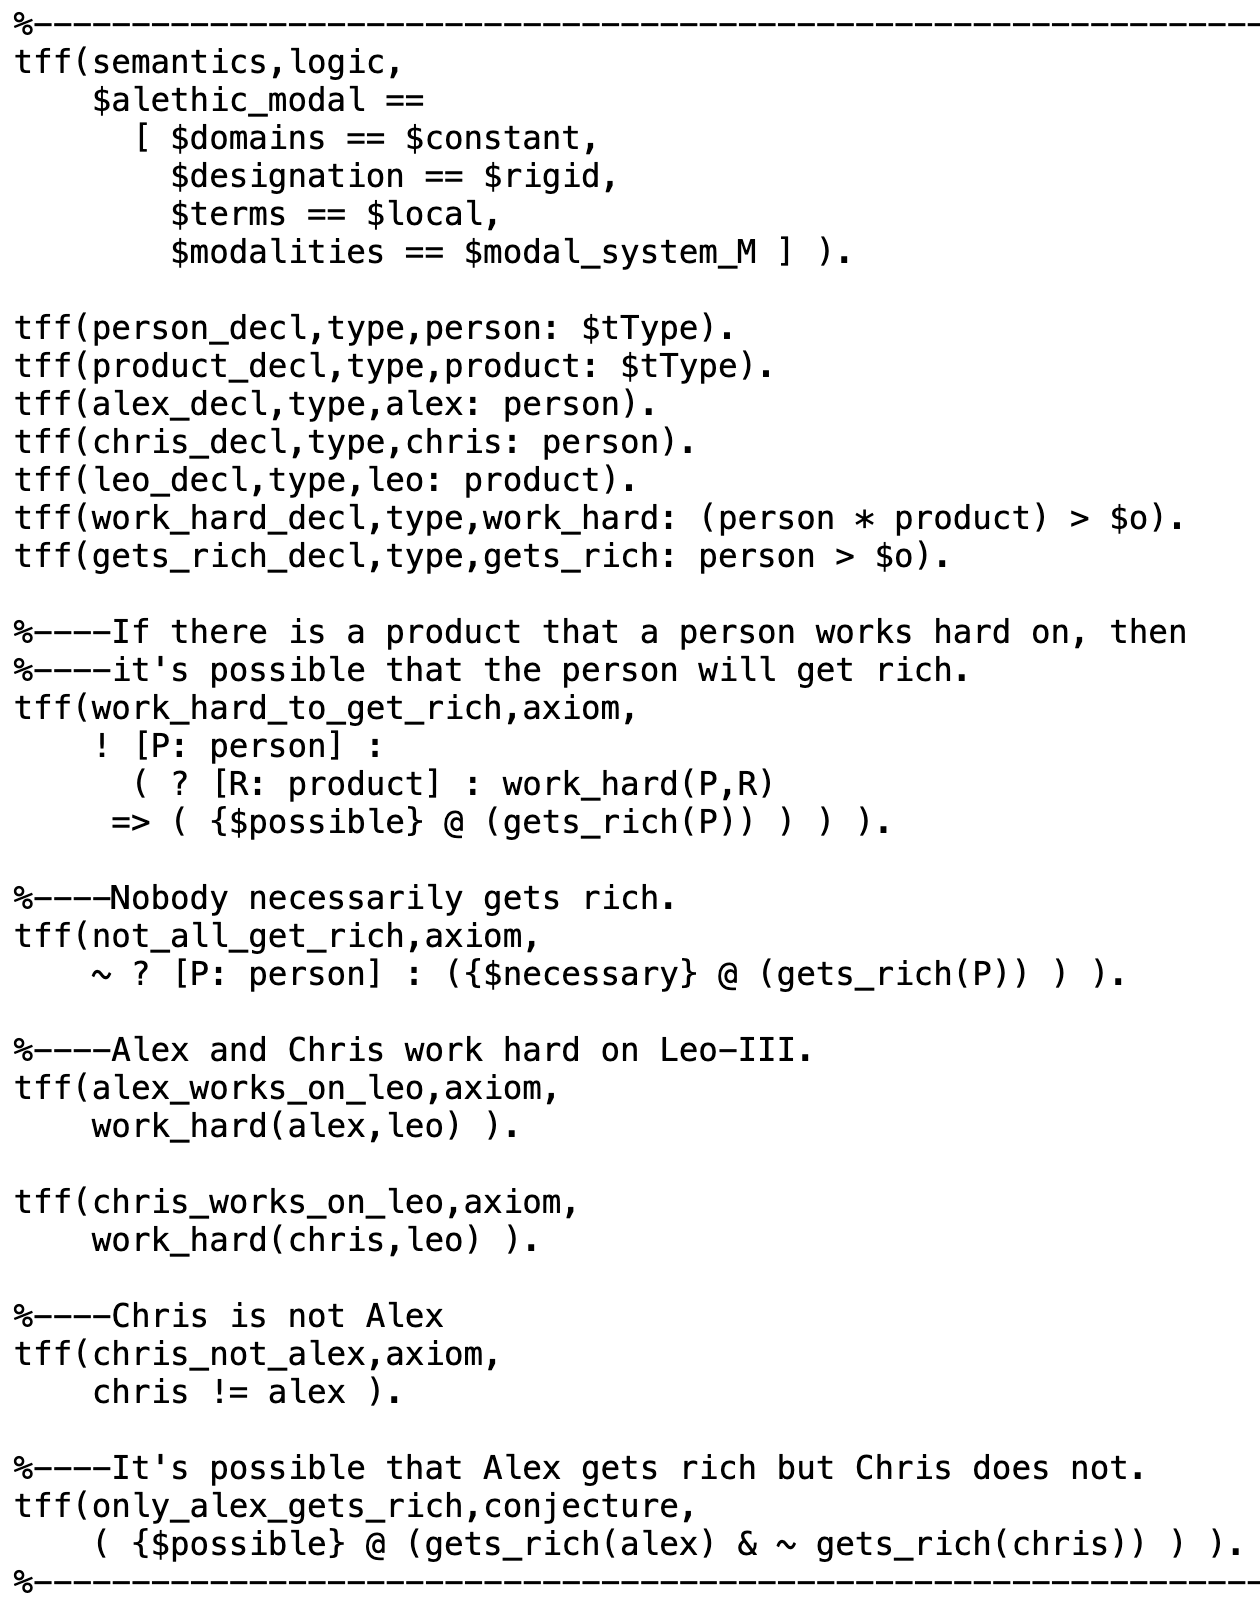 %---------------------------------------------------------------
tff(semantics,logic,
    $alethic_modal ==
      [ $domains == $constant,
        $designation == $rigid,
        $terms == $local,
        $modalities == $modal_system_M ] ).

tff(person_decl,type,person: $tType).
tff(product_decl,type,product: $tType).
tff(alex_decl,type,alex: person).
tff(chris_decl,type,chris: person).
tff(leo_decl,type,leo: product).
tff(work_hard_decl,type,work_hard: (person * product) > $o).
tff(gets_rich_decl,type,gets_rich: person > $o).

%----If there is a product that a person works hard on, then
%----it's possible that the person will get rich.
tff(work_hard_to_get_rich,axiom,
    ! [P: person] :
      ( ? [R: product] : work_hard(P,R)
     => ( {$possible} @ (gets_rich(P)) ) ) ).

%----Nobody necessarily gets rich.
tff(not_all_get_rich,axiom,
    ~ ? [P: person] : ({$necessary} @ (gets_rich(P)) ) ).

%----Alex and Chris work hard on Leo-III.
tff(alex_works_on_leo,axiom,
    work_hard(alex,leo) ).

tff(chris_works_on_leo,axiom,
    work_hard(chris,leo) ).

%----Chris is not Alex
tff(chris_not_alex,axiom,
    chris != alex ).

%----It's possible that Alex gets rich but Chris does not.
tff(only_alex_gets_rich,conjecture,
    ( {$possible} @ (gets_rich(alex) & ~ gets_rich(chris)) ) ).
%---------------------------------------------------------------